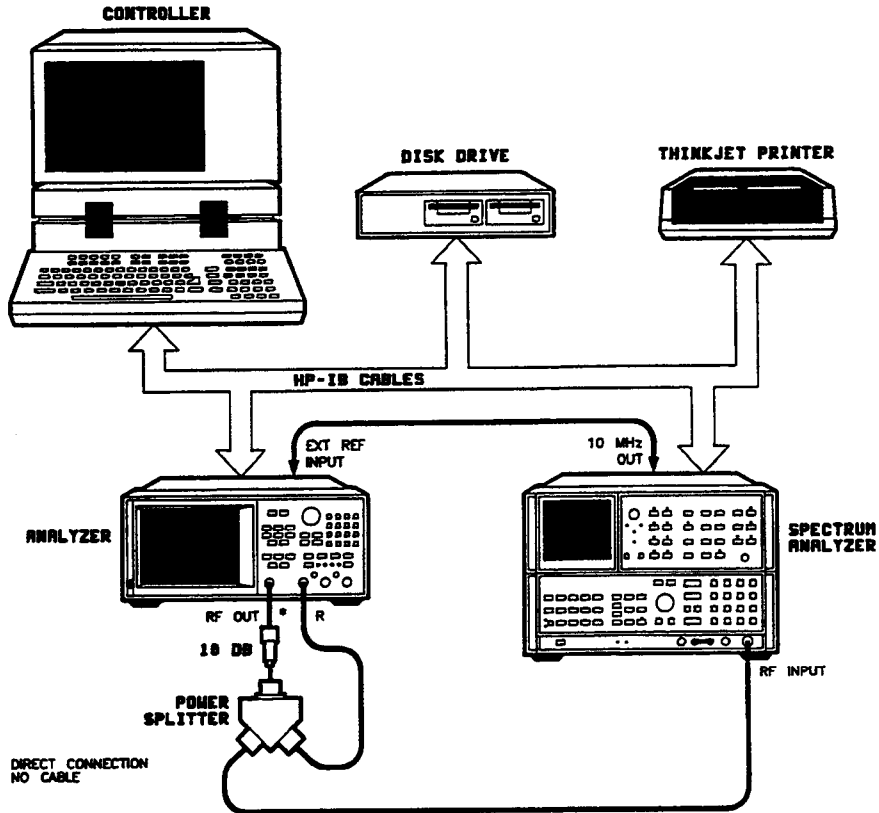 CONTROLLER
DISK DRIVE
THINKJET PRINTER
HP-IB CABLES
EXT REF
INPUT
10 MHz
OUT
ANALYZER
SPECTRUM
ANALYZER
RF OUT * R
10 DB
RF INPUT
POWER
SPLITTER
DIRECT CONNECTION
NO CABLE